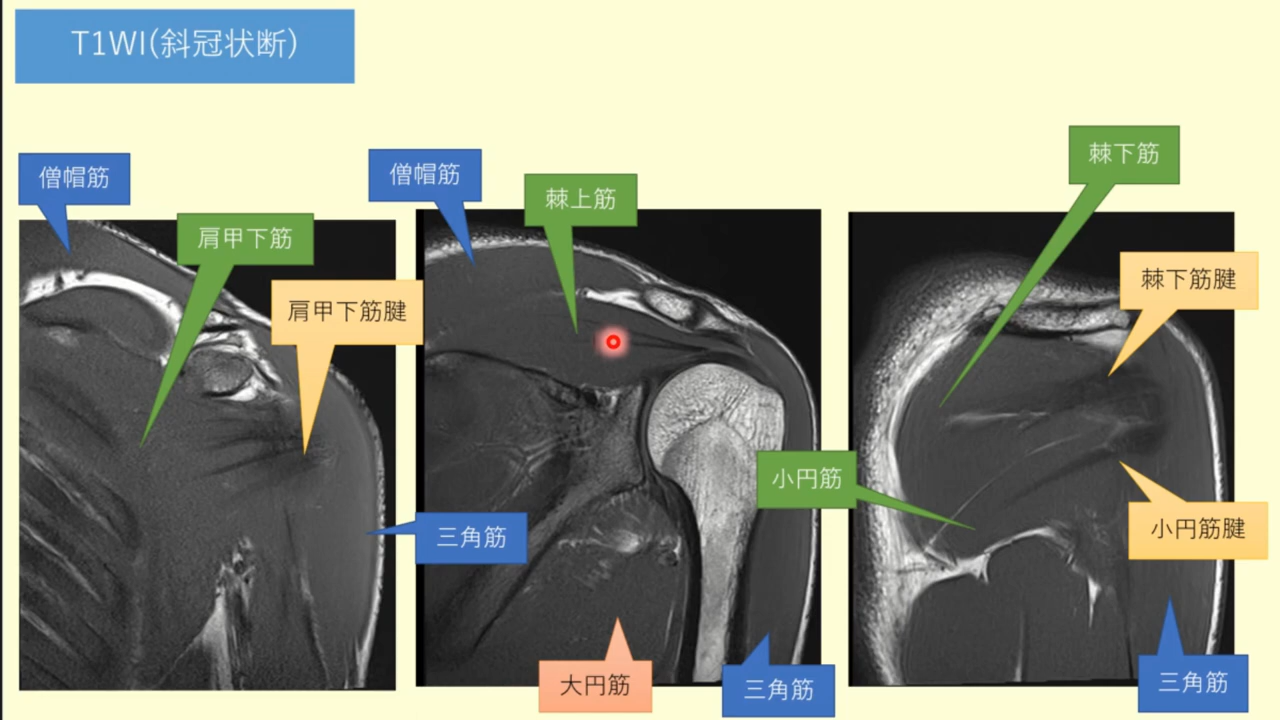 T1WI(斜冠状断)
僧帽筋
肩甲下筋
肩甲下筋腱
三角筋
僧帽筋
棘上筋
大円筋
三角筋
棘下筋
棘下筋腱
小円筋
小円筋腱
三角筋